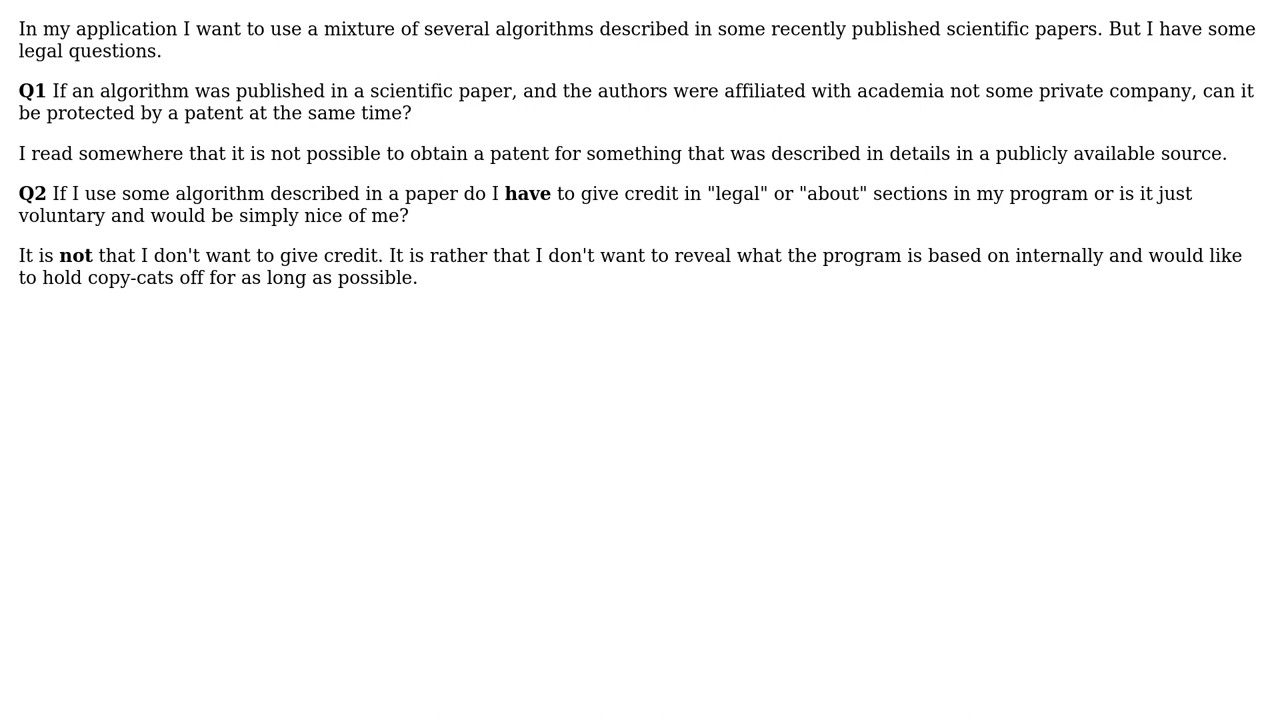 In my application I want to use a mixture of several algorithms described in some recently published scientific papers. But I have some
legal questions.
Q1 If an algorithm was published in a scientific paper, and the authors were affiliated with academia not some private company, can it
be protected by a patent at the same time?
I read somewhere that it is not possible to obtain a patent for something that was described in details in a publicly available source.
Q2 If I use some algorithm described in a paper do I have to give credit in "legal" or "about" sections in my program or is it just
voluntary and would be simply nice of me?
It is not that I don't want to give credit. It is rather that I don't want to reveal what the program is based on internally and would like
to hold copy-cats off for as long as possible.